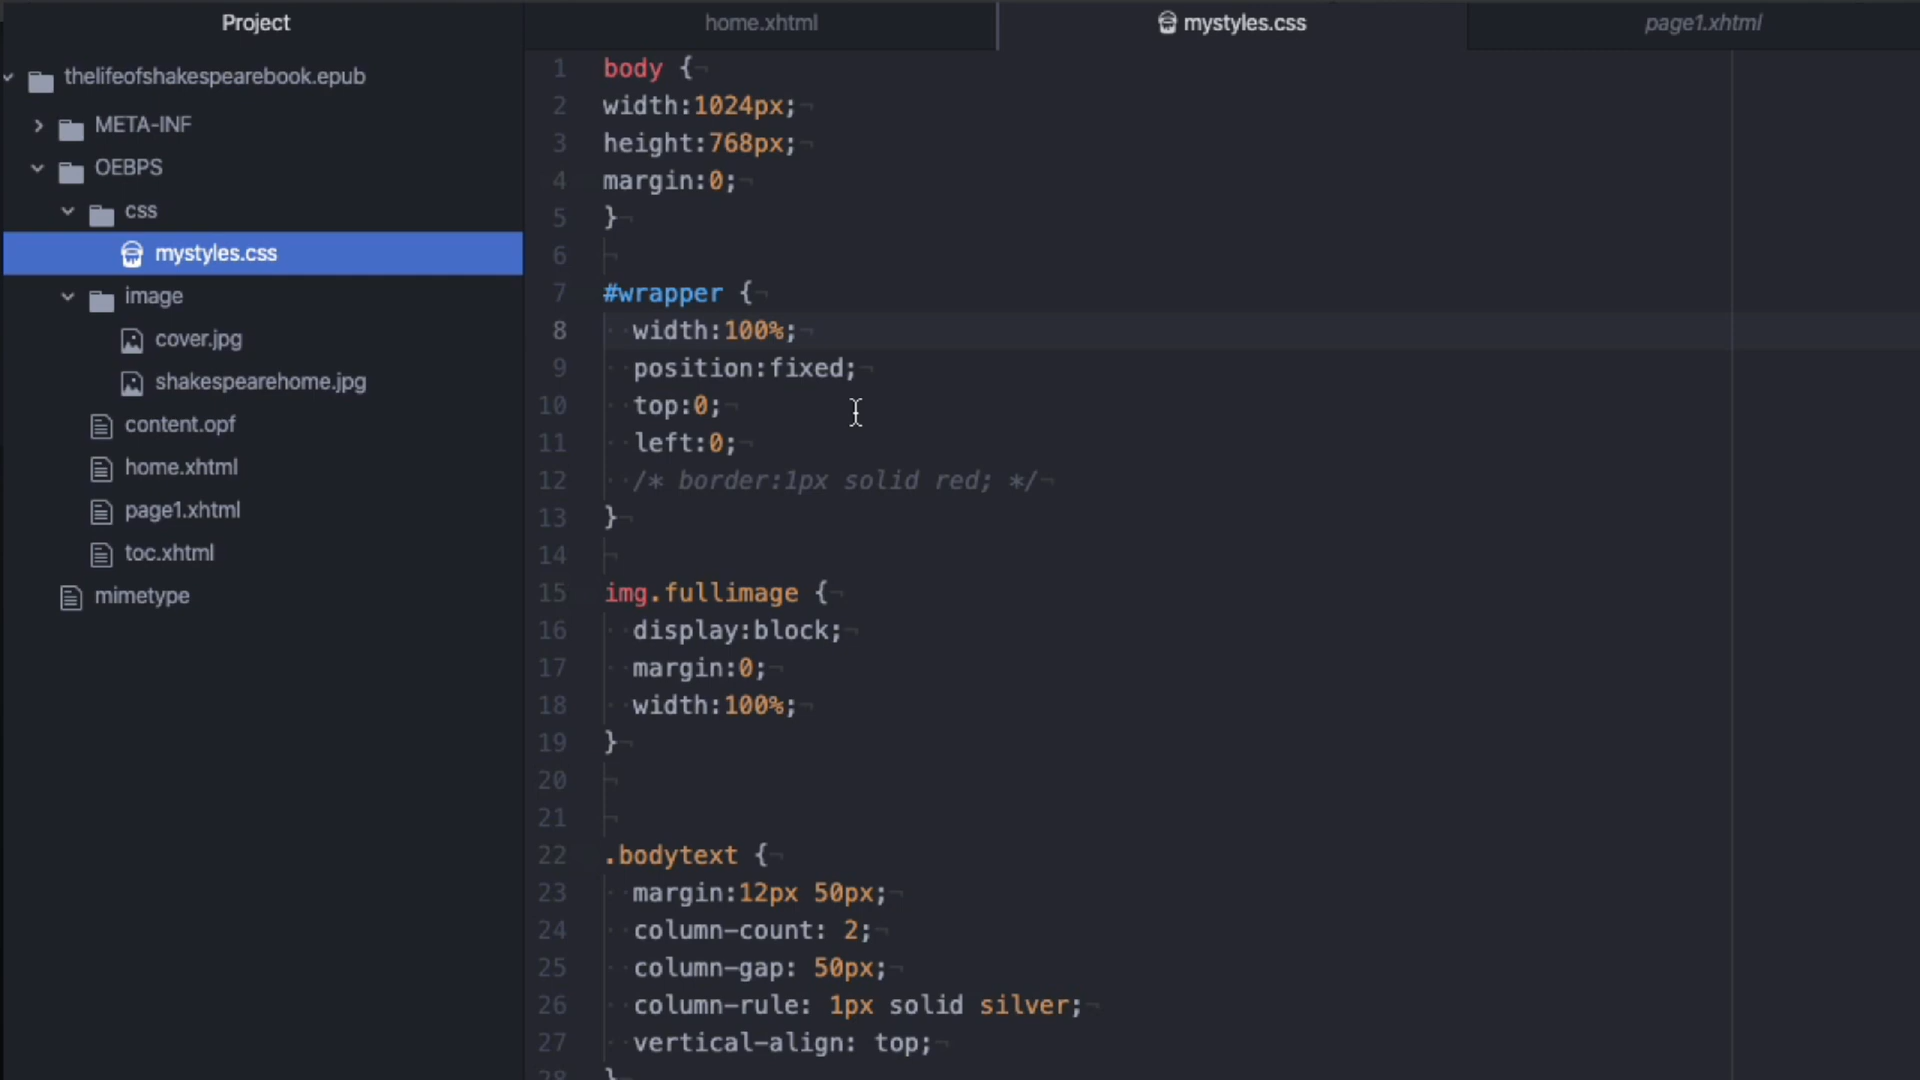 Project
thelifeofshakespearebook.epub
META-INF
OEBPS
css
mystyles.css
image
cover.jpg
shakespearehome.jpg
content.opf
home.xhtml
page1.xhtml
toc.xhtml
mimetype
home.xhtml
mystyles.css
page1.xhtml
1 body {
2 width:1024px;
3 height:768px;
4 margin:0;
5 }
6
7 #wrapper {
8 width:100%;
9 position:fixed;
10 top:0;
11 left:0;
12 /* border:1px solid red; */
13 }
14
15 img.fullimage {
16 display:block;
17 margin:0;
18 width:100%;
19 }
20
21
22 .bodytext {
23 margin:12px 50px;
24 column-count: 2;
25 column-gap: 50px;
26 column-rule: 1px solid silver;
27 vertical-align: top;
28 }